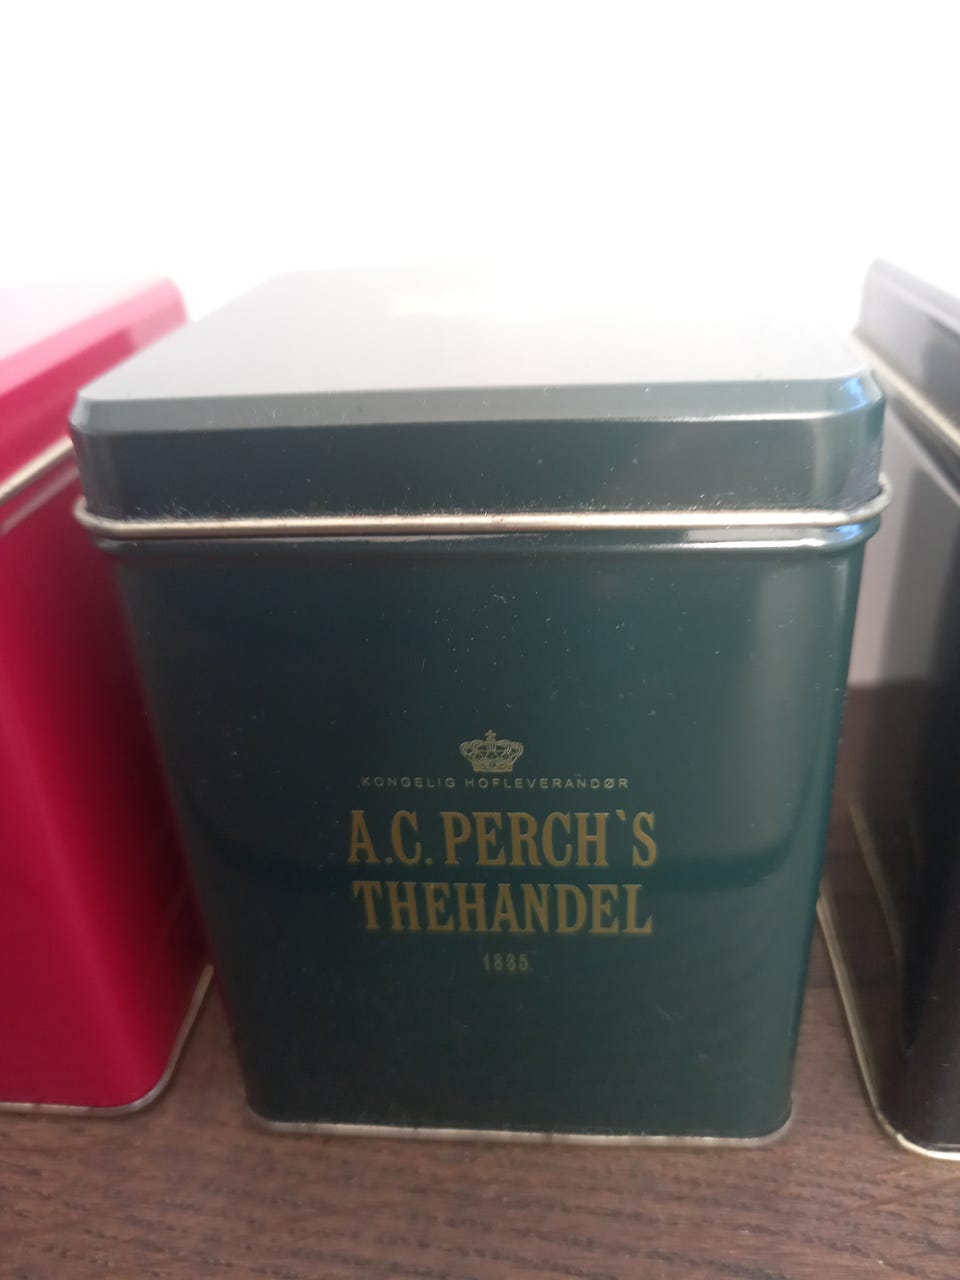 KONGELIG HOFLEVERANDØR
A.C. PERCH`S
THEHANDEL
1835.